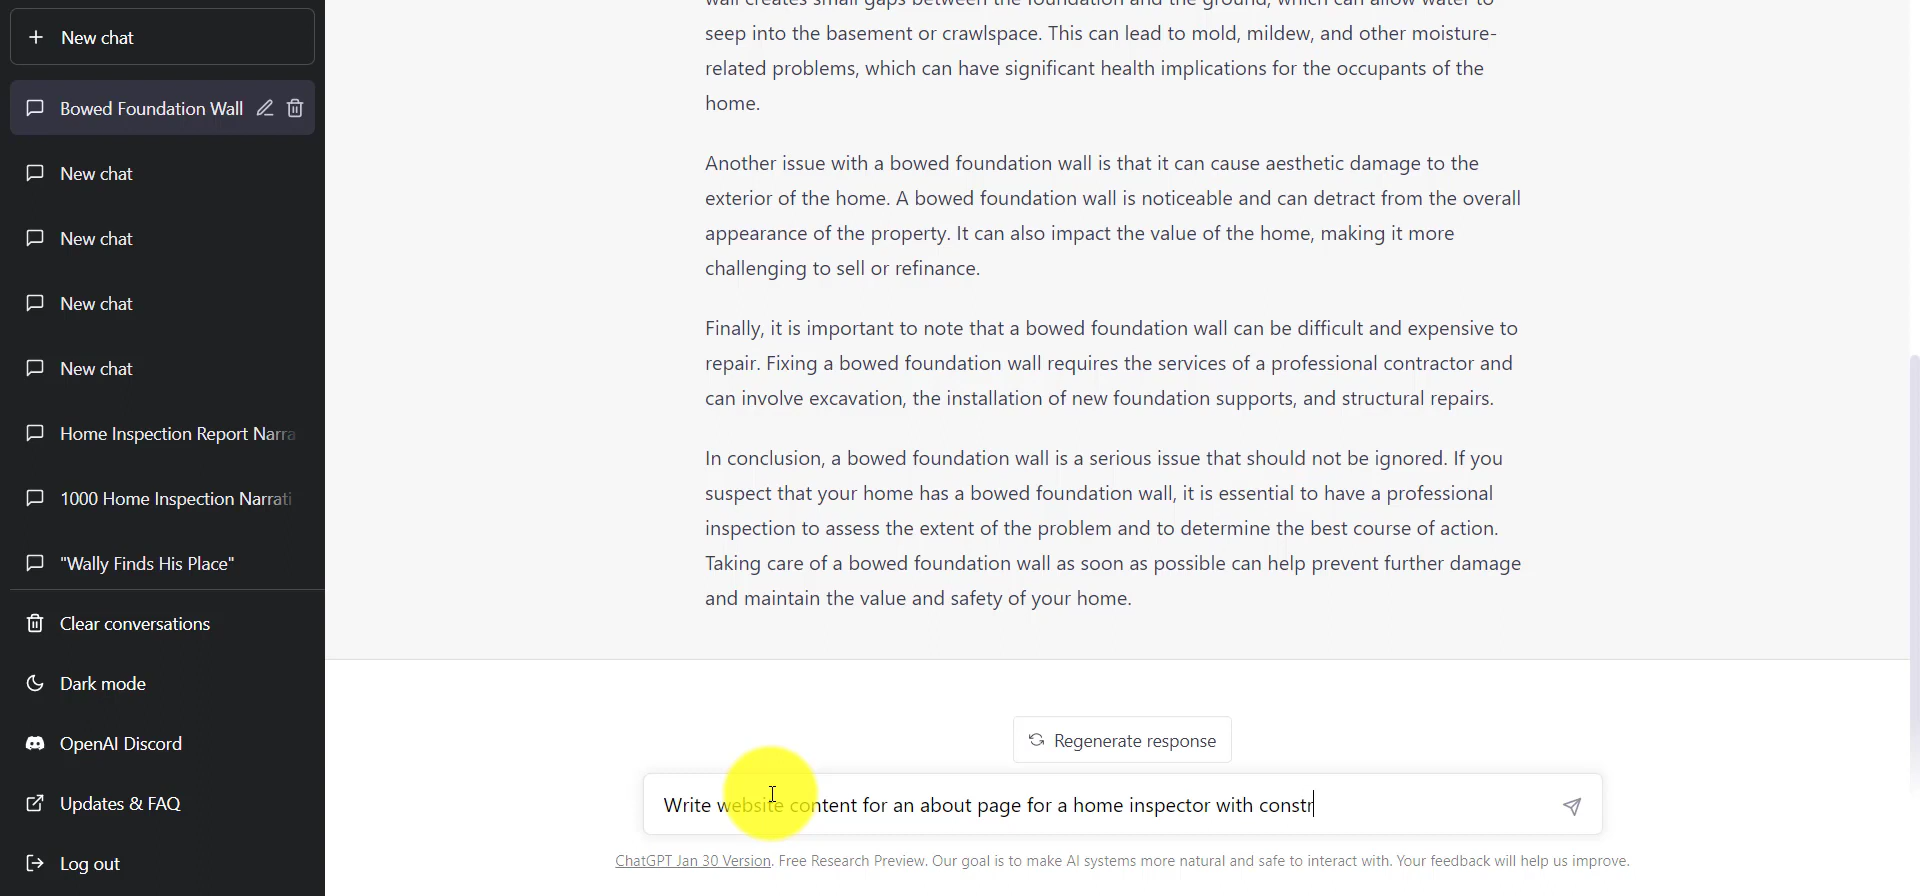 New chat
Bowed Foundation Wall
New chat
New chat
New chat
New chat
Home Inspection Report Narra
1000 Home Inspection Narrati
"Wally Finds His Place"
Clear conversations
Dark mode
OpenAI Discord
Updates & FAQ
Log out
wall creates small gaps between the foundation and the ground, which can allow water to
seep into the basement or crawlspace. This can lead to mold, mildew, and other moisture-
related problems, which can have significant health implications for the occupants of the
home.
Another issue with a bowed foundation wall is that it can cause aesthetic damage to the
exterior of the home. A bowed foundation wall is noticeable and can detract from the overall
appearance of the property. It can also impact the value of the home, making it more
challenging to sell or refinance.
Finally, it is important to note that a bowed foundation wall can be difficult and expensive to
repair. Fixing a bowed foundation wall requires the services of a professional contractor and
can involve excavation, the installation of new foundation supports, and structural repairs.
In conclusion, a bowed foundation wall is a serious issue that should not be ignored. If you
suspect that your home has a bowed foundation wall, it is essential to have a professional
inspection to assess the extent of the problem and to determine the best course of action.
Taking care of a bowed foundation wall as soon as possible can help prevent further damage
and maintain the value and safety of your home.
Regenerate response
Write website content for an about page for a home inspector with constr
ChatGPT Jan 30 Version. Free Research Preview. Our goal is to make AI systems more natural and safe to interact with. Your feedback will help us improve.